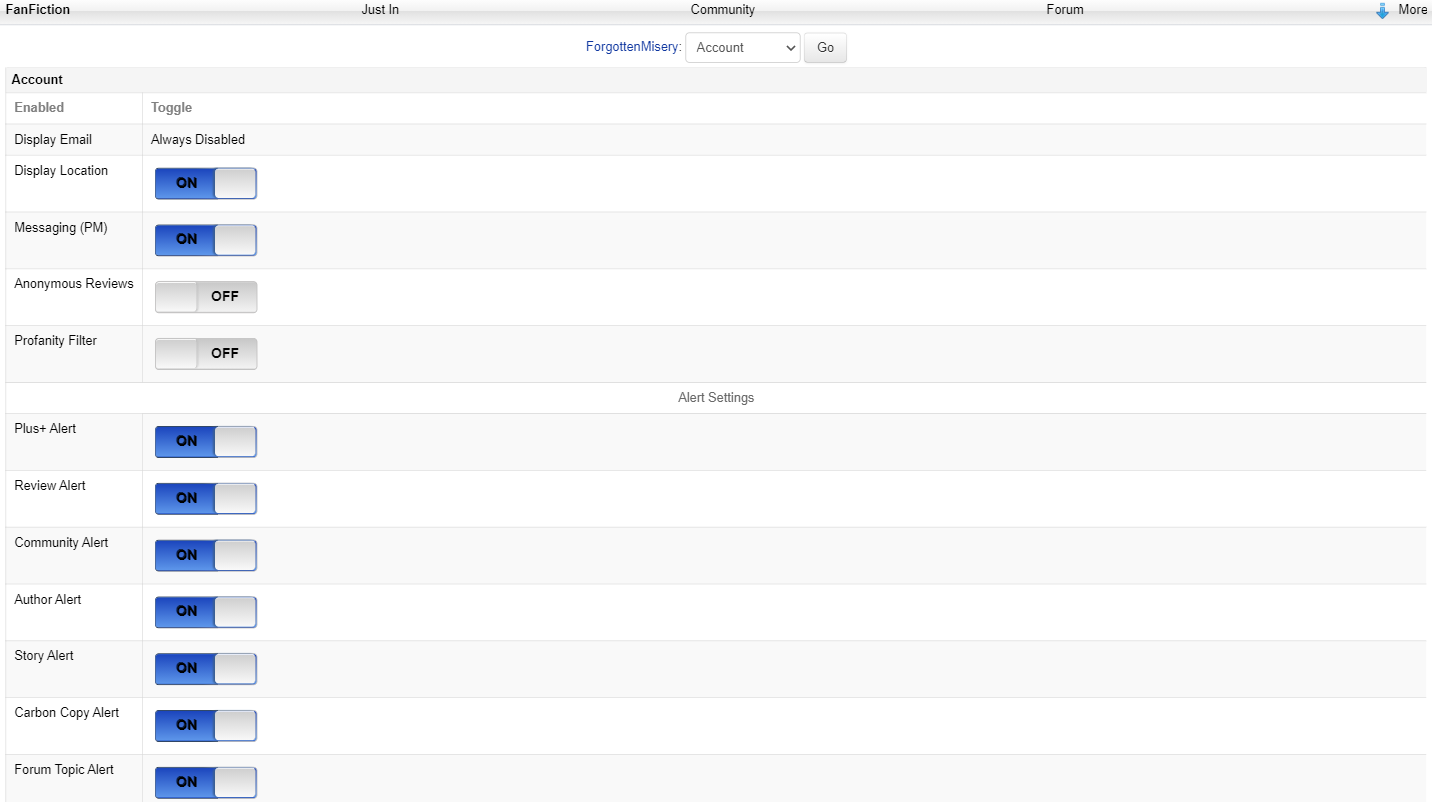 FanFiction Just In Community Forum More
ForgottenMisery: Account Go
Account
Enabled Toggle
Display Email Always Disabled
Display Location ON
Messaging (PM) ON
Anonymous Reviews OFF
Profanity Filter OFF
Alert Settings
Plus+ Alert ON
Review Alert ON
Community Alert ON
Author Alert ON
Story Alert ON
Carbon Copy Alert ON
Forum Topic Alert ON